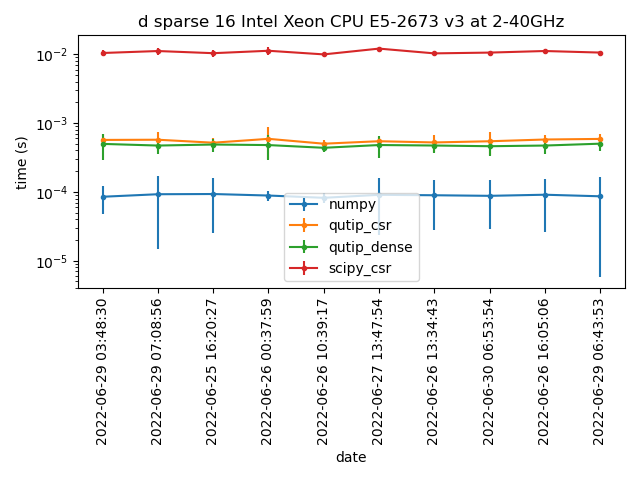 d sparse 16 Intel Xeon CPU E5-2673 v3 at 2-40GHz
10⁻²
10⁻³
10⁻⁴
10⁻⁵
time (s)
numpy
qutip_csr
qutip_dense
scipy_csr
2022-06-29 03:48:30
2022-06-29 07:08:56
2022-06-25 16:20:27
2022-06-26 00:37:59
2022-06-26 10:39:17
2022-06-27 13:47:54
2022-06-26 13:34:43
2022-06-30 06:53:54
2022-06-26 16:05:06
2022-06-29 06:43:53
date